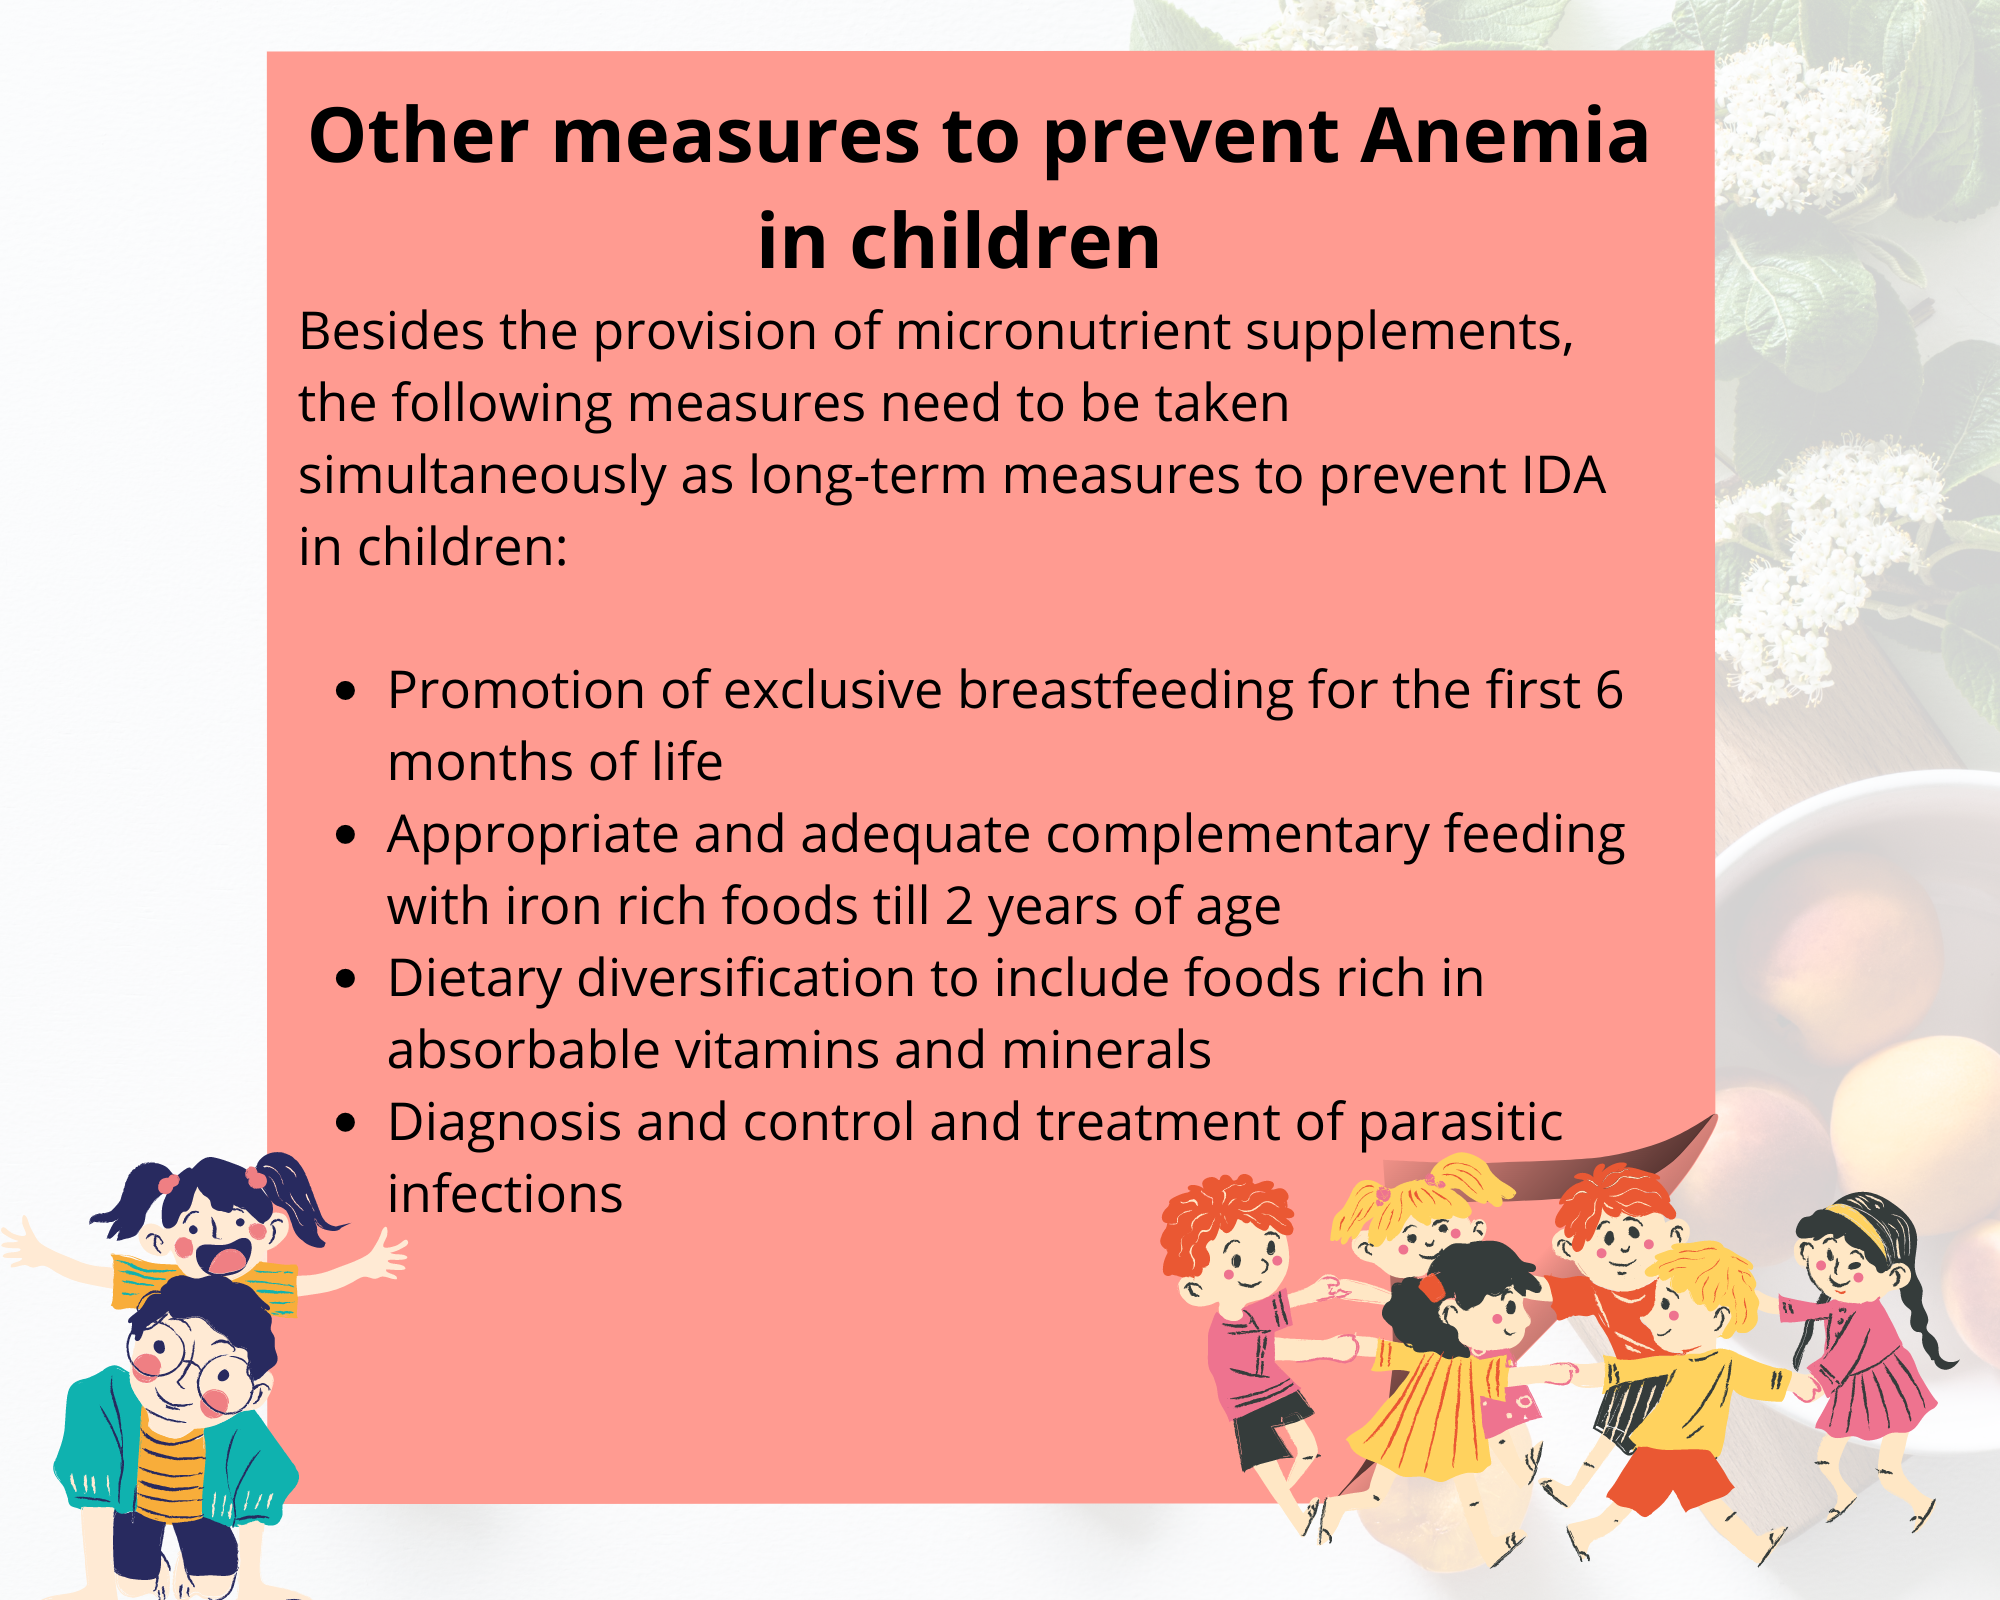 Other measures to prevent Anemia
in children
Besides the provision of micronutrient supplements,
the following measures need to be taken
simultaneously as long-term measures to prevent IDA
in children:
• Promotion of exclusive breastfeeding for the first 6
months of life
• Appropriate and adequate complementary feeding
with iron rich foods till 2 years of age
• Dietary diversification to include foods rich in
absorbable vitamins and minerals
• Diagnosis and control and treatment of parasitic
infections